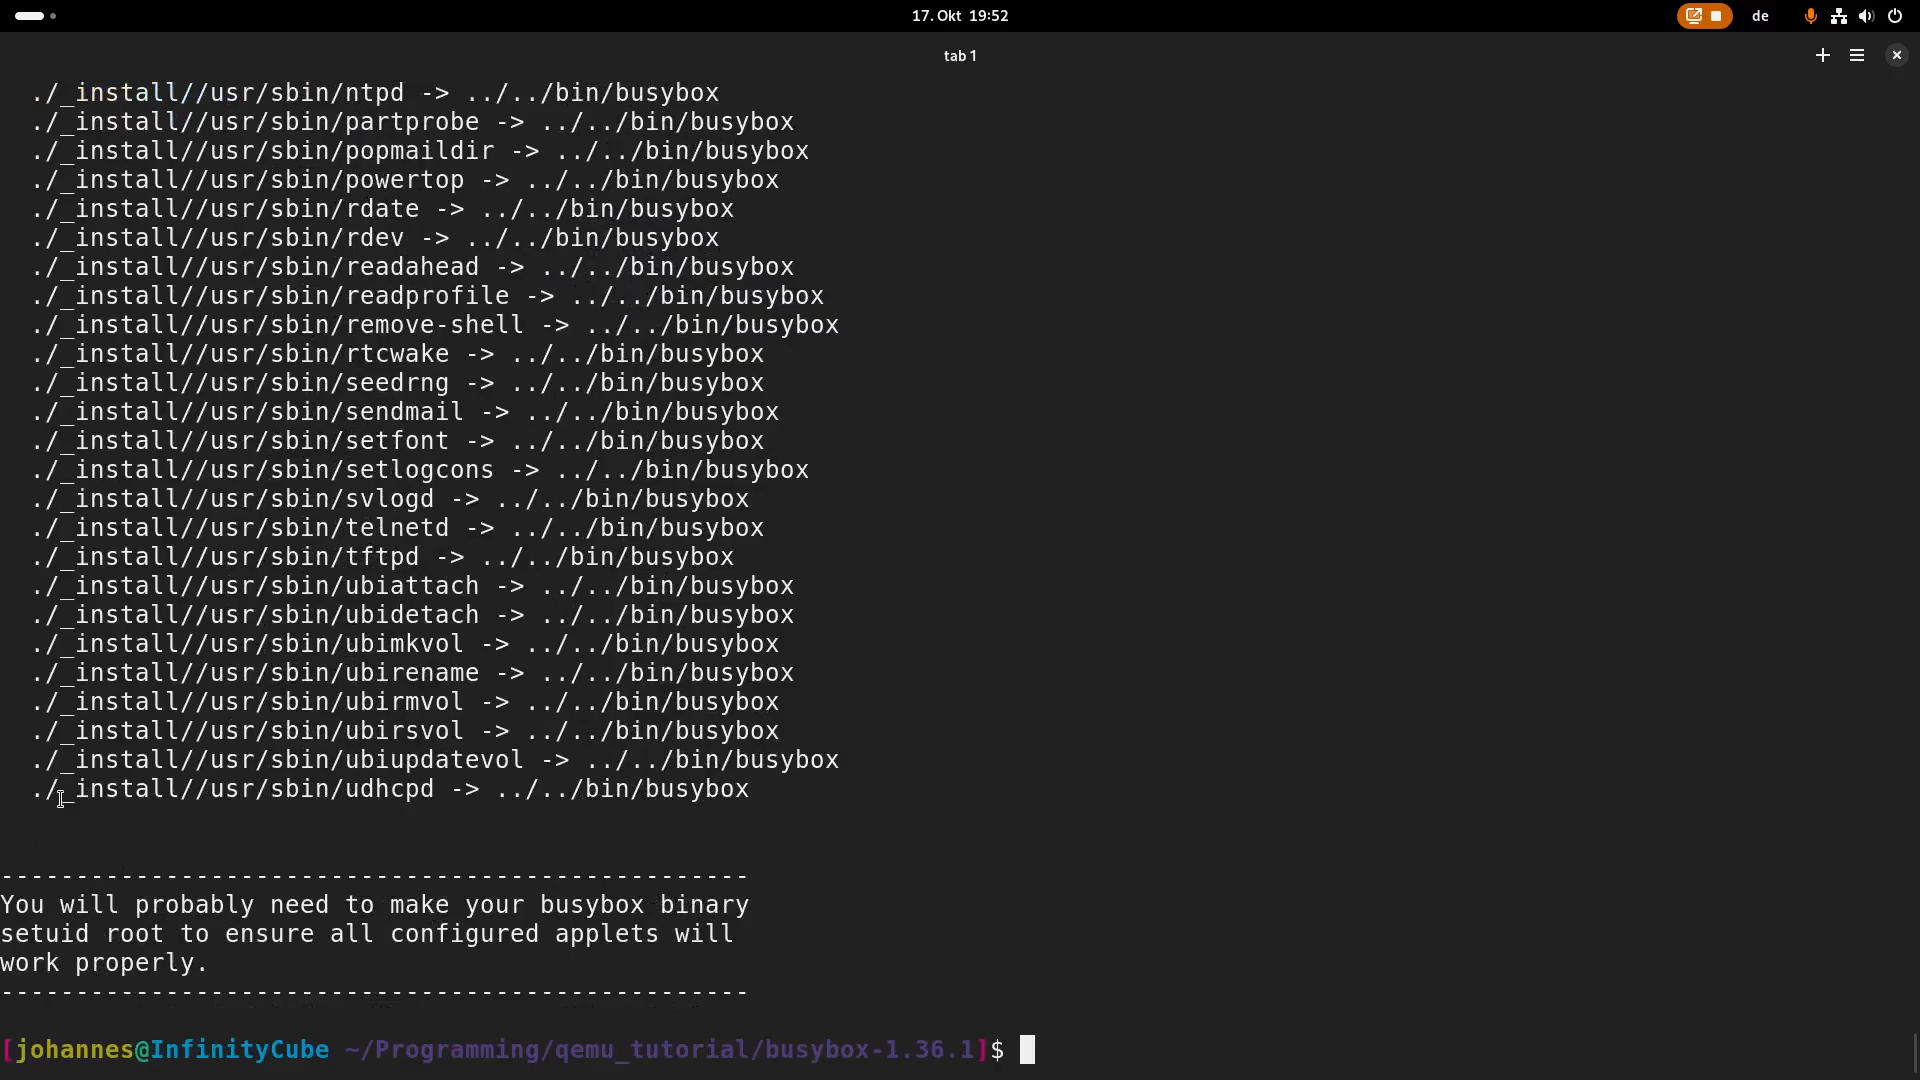 17. Okt 19:52
de
tab 1
./_install//usr/sbin/ntpd -> ../../bin/busybox
./_install//usr/sbin/partprobe -> ../../bin/busybox
./_install//usr/sbin/popmaildir -> ../../bin/busybox
./_install//usr/sbin/powertop -> ../../bin/busybox
./_install//usr/sbin/rdate -> ../../bin/busybox
./_install//usr/sbin/rdev -> ../../bin/busybox
./_install//usr/sbin/readahead -> ../../bin/busybox
./_install//usr/sbin/readprofile -> ../../bin/busybox
./_install//usr/sbin/remove-shell -> ../../bin/busybox
./_install//usr/sbin/rtcwake -> ../../bin/busybox
./_install//usr/sbin/seedrng -> ../../bin/busybox
./_install//usr/sbin/sendmail -> ../../bin/busybox
./_install//usr/sbin/setfont -> ../../bin/busybox
./_install//usr/sbin/setlogcons -> ../../bin/busybox
./_install//usr/sbin/svlogd -> ../../bin/busybox
./_install//usr/sbin/telnetd -> ../../bin/busybox
./_install//usr/sbin/tftpd -> ../../bin/busybox
./_install//usr/sbin/ubiattach -> ../../bin/busybox
./_install//usr/sbin/ubidetach -> ../../bin/busybox
./_install//usr/sbin/ubimkvol -> ../../bin/busybox
./_install//usr/sbin/ubirename -> ../../bin/busybox
./_install//usr/sbin/ubirmvol -> ../../bin/busybox
./_install//usr/sbin/ubirsvol -> ../../bin/busybox
./_install//usr/sbin/ubiupdatevol -> ../../bin/busybox
./_install//usr/sbin/udhcpd -> ../../bin/busybox
--------------------------------------------------
You will probably need to make your busybox binary
setuid root to ensure all configured applets will
work properly.
--------------------------------------------------
[johannes@InfinityCube ~/Programming/qemu_tutorial/busybox-1.36.1]$